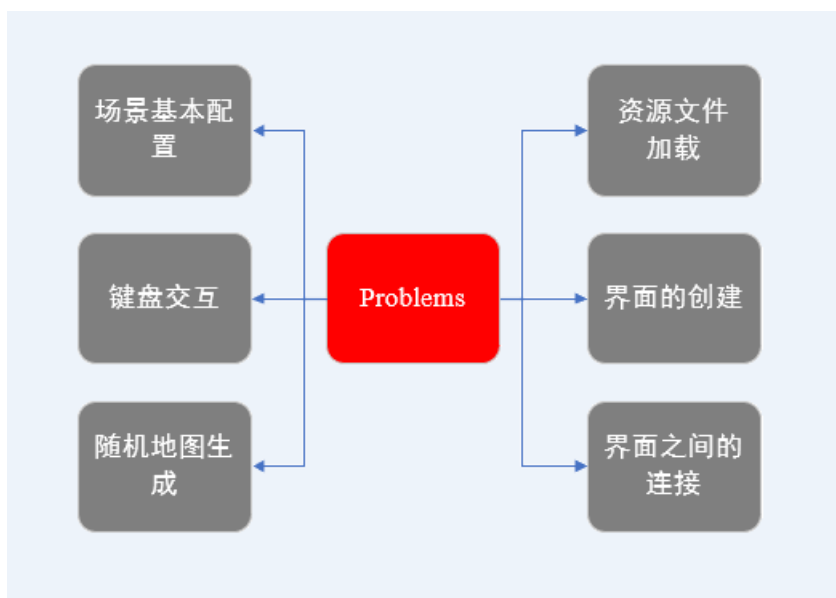 场景基本配
置
键盘交互
随机地图生
成
Problems
资源文件
加载
界面的创建
界面之间的
连接